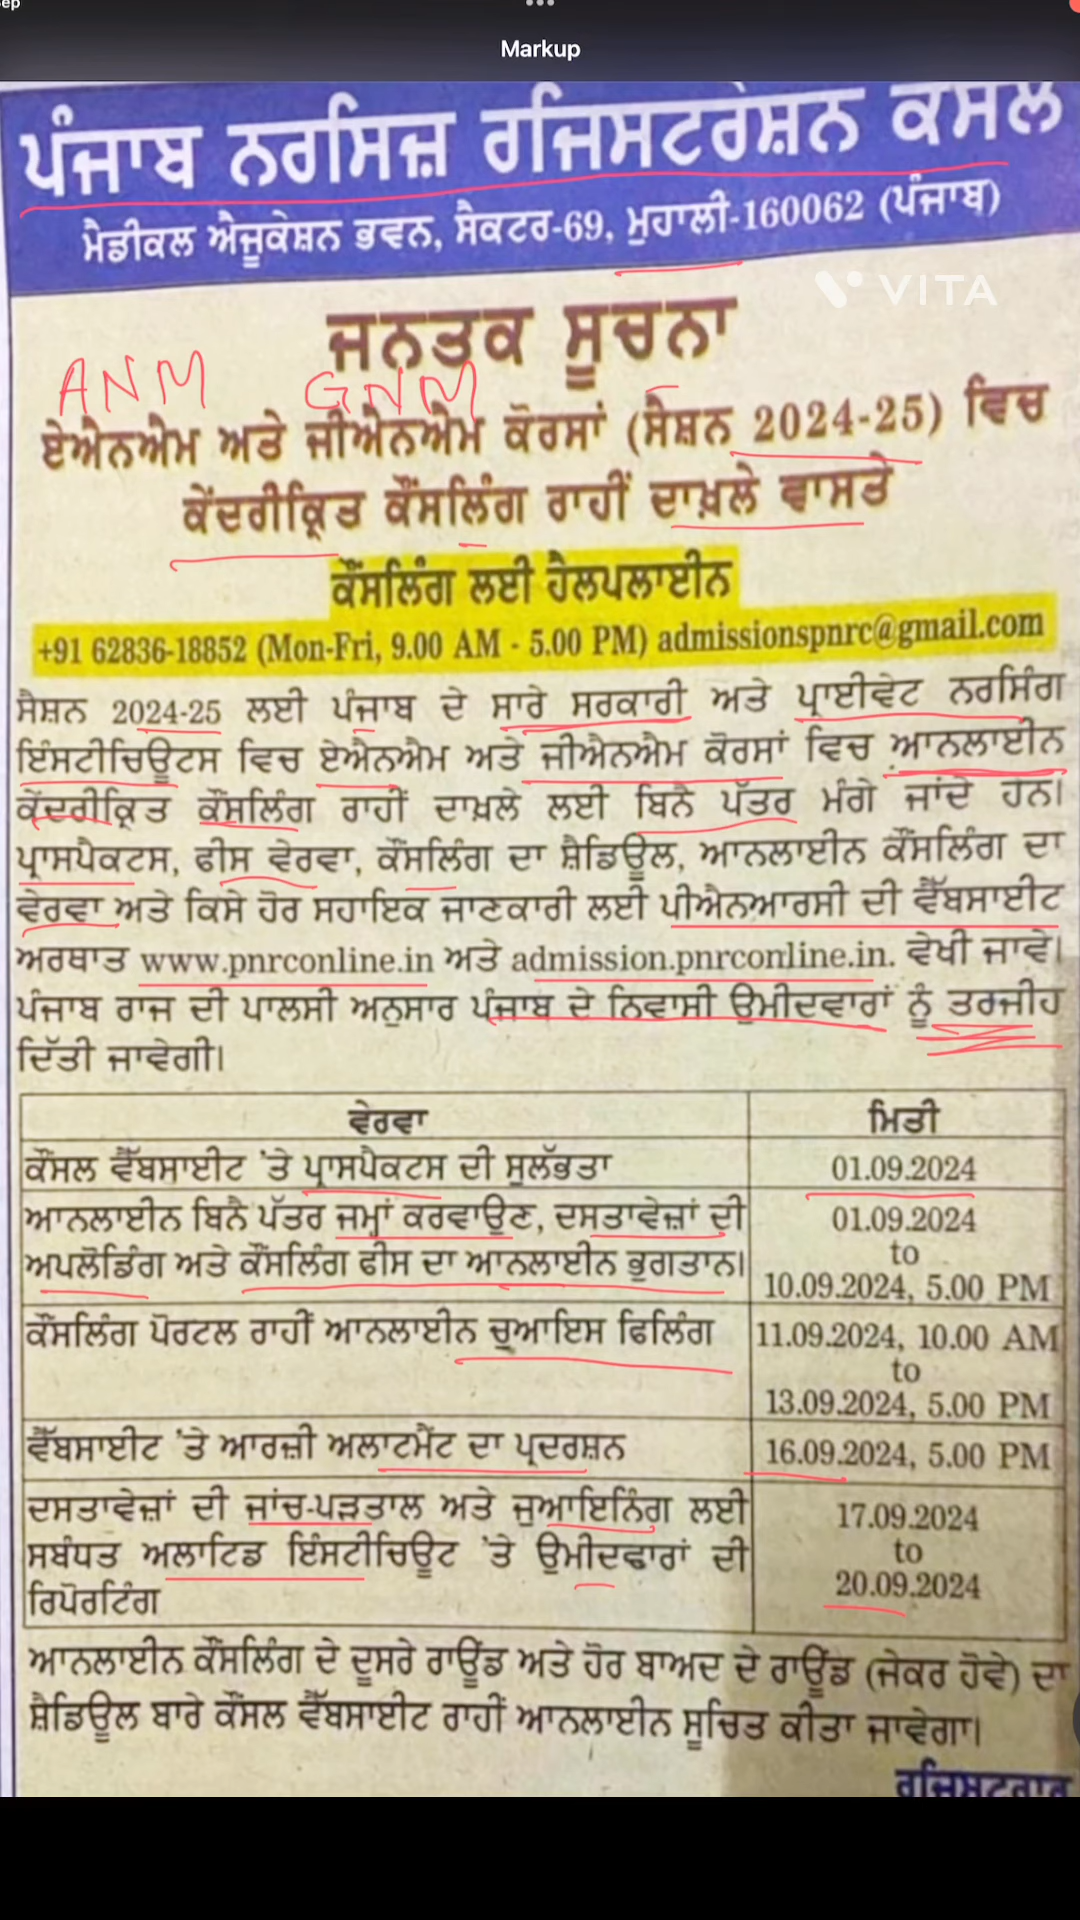 Sep
Markup
ਪੰਜਾਬ ਨਰਸਿਜ਼ ਰਜਿਸਟਰੇਸ਼ਨ ਕੌਂਸਲ
ਮੈਡੀਕਲ ਐਜੂਕੇਸ਼ਨ ਭਵਨ, ਸੈਕਟਰ-69, ਮੁਹਾਲੀ-160062 (ਪੰਜਾਬ)
VITA
ਜਨਤਕ ਸੂਚਨਾ
ANM GNM
ਏਐਨਐਮ ਅਤੇ ਜੀਐਨਐਮ ਕੋਰਸਾਂ (ਸੈਸ਼ਨ 2024-25) ਵਿਚ
ਕੇਂਦਰੀਕ੍ਰਿਤ ਕੌਂਸਲਿੰਗ ਰਾਹੀਂ ਦਾਖ਼ਲੇ ਵਾਸਤੇ
ਕੌਂਸਲਿੰਗ ਲਈ ਹੈਲਪਲਾਈਨ
+91 62836-18852 (Mon-Fri, 9.00 AM - 5.00 PM) admissionspnrc@gmail.com
ਸੈਸ਼ਨ 2024-25 ਲਈ ਪੰਜਾਬ ਦੇ ਸਾਰੇ ਸਰਕਾਰੀ ਅਤੇ ਪ੍ਰਾਈਵੇਟ ਨਰਸਿੰਗ
ਇੰਸਟੀਚਿਊਟਸ ਵਿਚ ਏਐਨਐਮ ਅਤੇ ਜੀਐਨਐਮ ਕੋਰਸਾਂ ਵਿਚ ਆਨਲਾਈਨ
ਕੇਂਦਰੀਕ੍ਰਿਤ ਕੌਂਸਲਿੰਗ ਰਾਹੀਂ ਦਾਖ਼ਲੇ ਲਈ ਬਿਨੈ ਪੱਤਰ ਮੰਗੇ ਜਾਂਦੇ ਹਨ।
ਪ੍ਰਾਸਪੈਕਟਸ, ਫੀਸ ਵੇਰਵਾ, ਕੌਂਸਲਿੰਗ ਦਾ ਸ਼ੈਡਿਊਲ, ਆਨਲਾਈਨ ਕੌਂਸਲਿੰਗ ਦਾ
ਵੇਰਵਾ ਅਤੇ ਕਿਸੇ ਹੋਰ ਸਹਾਇਕ ਜਾਣਕਾਰੀ ਲਈ ਪੀਐਨਆਰਸੀ ਦੀ ਵੈੱਬਸਾਈਟ
ਅਰਥਾਤ www.pnrconline.in ਅਤੇ admission.pnrconline.in. ਵੇਖੀ ਜਾਵੇ।
ਪੰਜਾਬ ਰਾਜ ਦੀ ਪਾਲਸੀ ਅਨੁਸਾਰ ਪੰਜਾਬ ਦੇ ਨਿਵਾਸੀ ਉਮੀਦਵਾਰਾਂ ਨੂੰ ਤਰਜੀਹ
ਦਿੱਤੀ ਜਾਵੇਗੀ।
ਵੇਰਵਾ ਮਿਤੀ
ਕੌਂਸਲ ਵੈੱਬਸਾਈਟ 'ਤੇ ਪ੍ਰਾਸਪੈਕਟਸ ਦੀ ਸੁਲੱਭਤਾ 01.09.2024
ਆਨਲਾਈਨ ਬਿਨੈ ਪੱਤਰ ਜਮ੍ਹਾਂ ਕਰਵਾਉਣ, ਦਸਤਾਵੇਜ਼ਾਂ ਦੀ 01.09.2024
to
ਅਪਲੋਡਿੰਗ ਅਤੇ ਕੌਂਸਲਿੰਗ ਫੀਸ ਦਾ ਆਨਲਾਈਨ ਭੁਗਤਾਨ। 10.09.2024, 5.00 PM
ਕੌਂਸਲਿੰਗ ਪੋਰਟਲ ਰਾਹੀਂ ਆਨਲਾਈਨ ਚੁਆਇਸ ਫਿਲਿੰਗ 11.09.2024, 10.00 AM
to
13.09.2024, 5.00 PM
ਵੈੱਬਸਾਈਟ 'ਤੇ ਆਰਜ਼ੀ ਅਲਾਟਮੈਂਟ ਦਾ ਪ੍ਰਦਰਸ਼ਨ 16.09.2024, 5.00 PM
ਦਸਤਾਵੇਜ਼ਾਂ ਦੀ ਜਾਂਚ-ਪੜਤਾਲ ਅਤੇ ਜੁਆਇਨਿੰਗ ਲਈ 17.09.2024
ਸਬੰਧਤ ਅਲਾਟਿਡ ਇੰਸਟੀਚਿਊਟ 'ਤੇ ਉਮੀਦਵਾਰਾਂ ਦੀ to
ਰਿਪੋਰਟਿੰਗ 20.09.2024
ਆਨਲਾਈਨ ਕੌਂਸਲਿੰਗ ਦੇ ਦੂਸਰੇ ਰਾਊਂਡ ਅਤੇ ਹੋਰ ਬਾਅਦ ਦੇ ਰਾਊਂਡ (ਜੇਕਰ ਹੋਵੇ) ਦਾ
ਸ਼ੈਡਿਊਲ ਬਾਰੇ ਕੌਂਸਲ ਵੈੱਬਸਾਈਟ ਰਾਹੀਂ ਆਨਲਾਈਨ ਸੂਚਿਤ ਕੀਤਾ ਜਾਵੇਗਾ।
ਰਜਿਸਟਰਾਰ